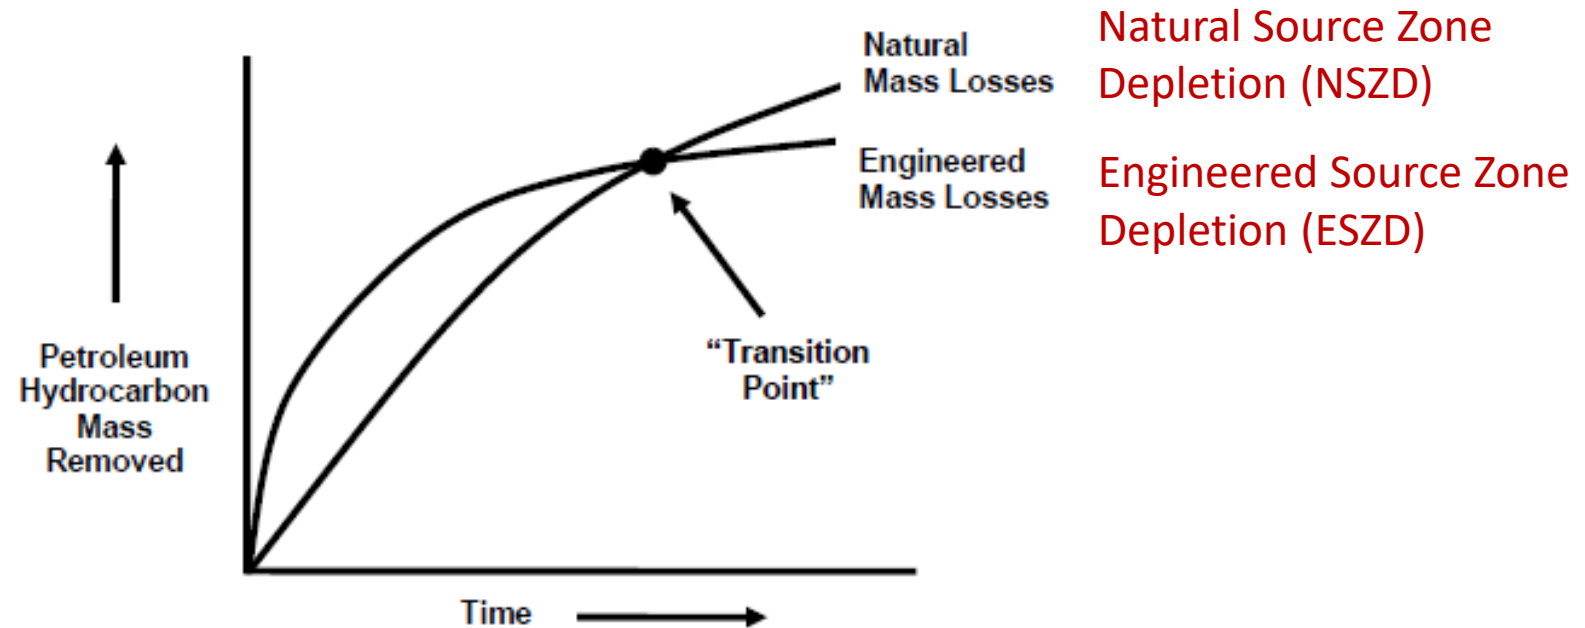 Natural
Mass Losses
Natural Source Zone
Depletion (NSZD)
Engineered
Mass Losses
Engineered Source Zone
Depletion (ESZD)
“Transition
Point”
Petroleum
Hydrocarbon
Mass
Removed
Time